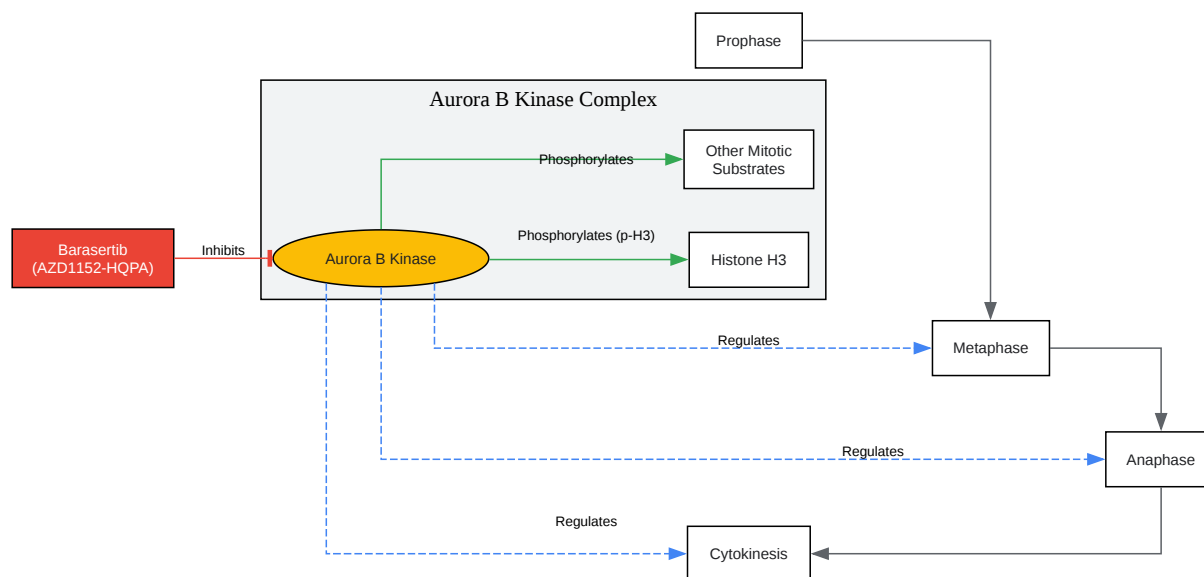 Prophase
Aurora B Kinase Complex
Phosphorylates
Other Mitotic
Substrates
Phosphorylates (p-H3)
Histone H3
Barasertib
(AZD1152-HQPA)
Inhibits
Aurora B Kinase
Regulates
Metaphase
Regulates
Anaphase
Regulates
Cytokinesis